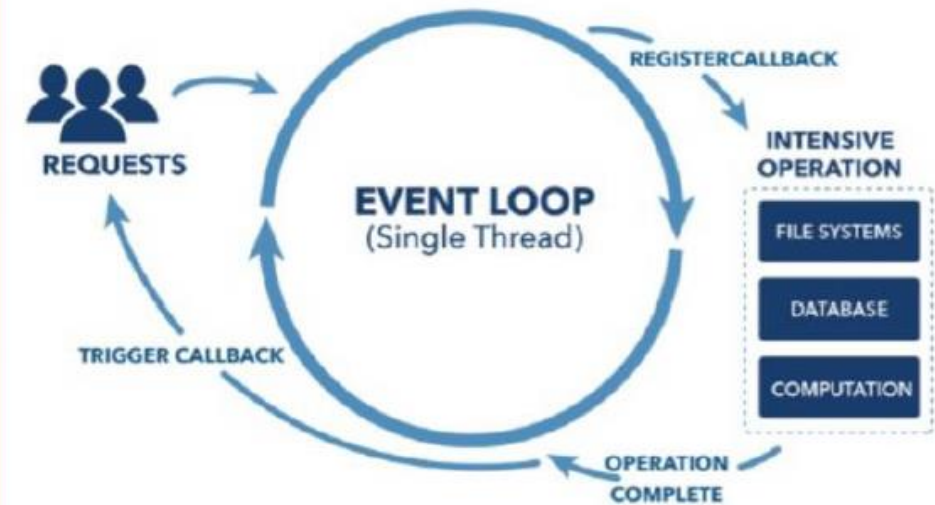 REGISTERCALLBACK
REQUESTS
INTENSIVE
OPERATION
EVENT LOOP
(Single Thread)
FILE SYSTEMS
DATABASE
TRIGGER CALLBACK
COMPUTATION
OPERATION
COMPLETE